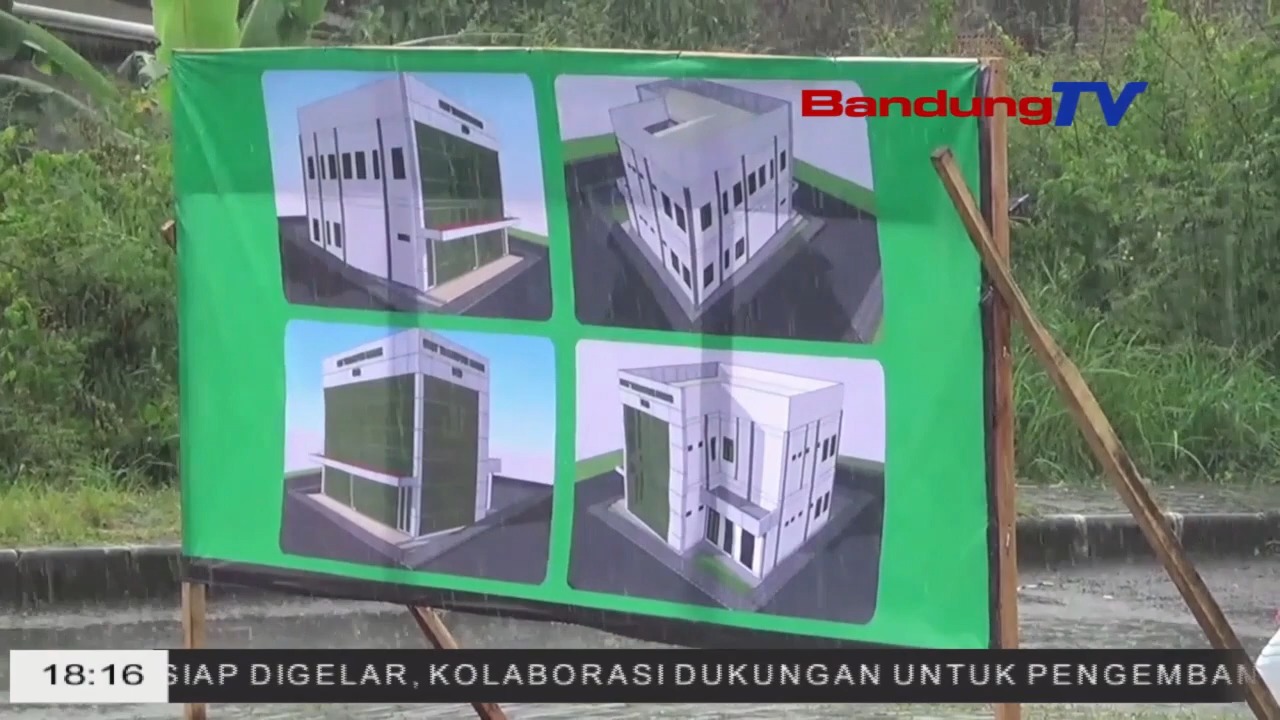 BandungTV
18:16
SIAP DIGELAR, KOLABORASI DUKUNGAN UNTUK PENGEMBAN